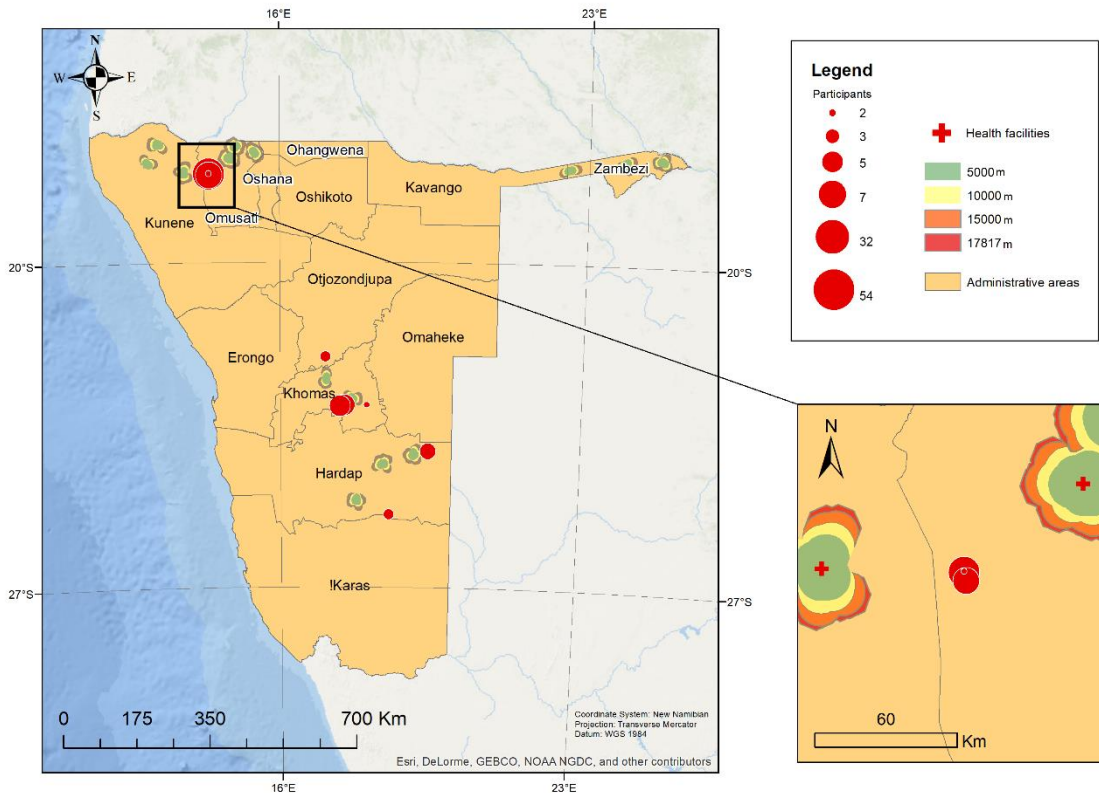 16°E
23°E
N
W
E
S
Ohangwena
Zambezi
Oshana
Kavango
Oshikoto
Kunene
Omusati
20°S
20°S
Otjozondjupa
Omaheke
Erongo
Khomas
Hardap
!Karas
27°S
27°S
0 175 350 700 Km
Coordinate System: New Namibian
Projection: Transverse Mercator
Datum: WGS 1984
Esri, DeLorme, GEBCO, NOAA NGDC, and other contributors
16°E
23°E
Legend
Participants
2
3
5
7
32
54
Health facilities
5000 m
10000 m
15000 m
17817 m
Administrative areas
N
60
Km